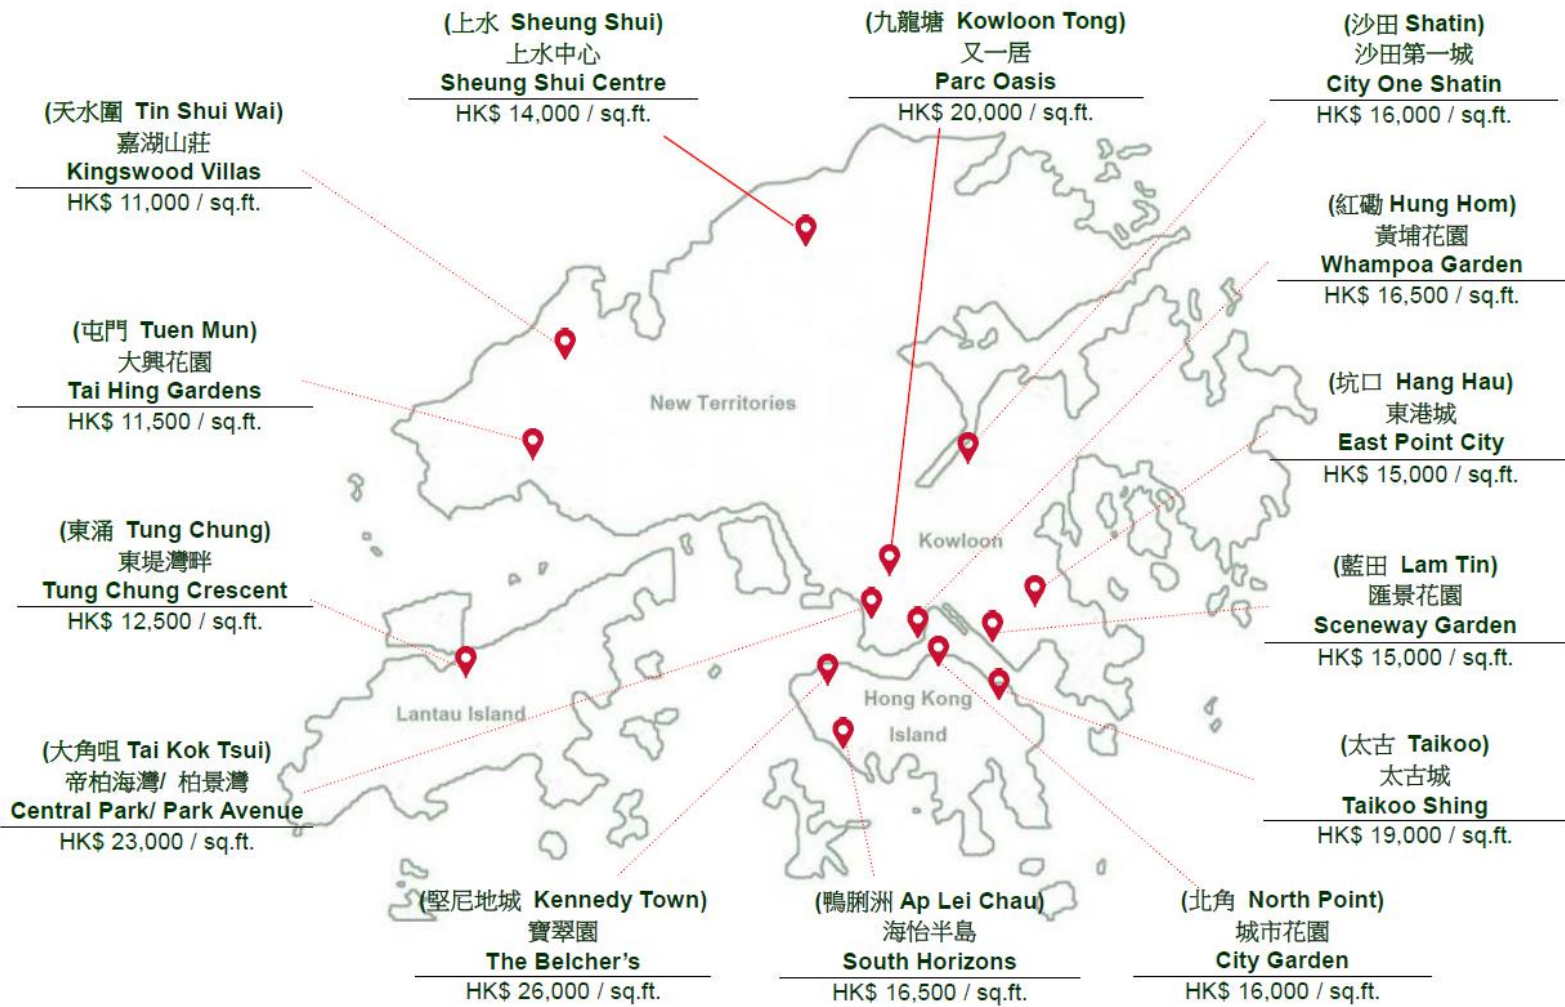 (上水 Sheung Shui)
上水中心
Sheung Shui Centre
HK$ 14,000 / sq.ft.
(九龍塘 Kowloon Tong)
又一居
Parc Oasis
HK$ 20,000 / sq.ft.
(沙田 Shatin)
沙田第一城
City One Shatin
HK$ 16,000 / sq.ft.
(天水圍 Tin Shui Wai)
嘉湖山莊
Kingswood Villas
HK$ 11,000 / sq.ft.
(紅磡 Hung Hom)
黃埔花園
Whampoa Garden
HK$ 16,500 / sq.ft.
(屯門 Tuen Mun)
大興花園
Tai Hing Gardens
HK$ 11,500 / sq.ft.
New Territories
(坑口 Hang Hau)
東港城
East Point City
HK$ 15,000 / sq.ft.
(東涌 Tung Chung)
東堤灣畔
Tung Chung Crescent
HK$ 12,500 / sq.ft.
Kowloon
(藍田 Lam Tin)
匯景花園
Sceneway Garden
HK$ 15,000 / sq.ft.
Lantau Island
Hong Kong
Island
(大角咀 Tai Kok Tsui)
帝柏海灣/ 柏景灣
Central Park/ Park Avenue
HK$ 23,000 / sq.ft.
(太古 Taikoo)
太古城
Taikoo Shing
HK$ 19,000 / sq.ft.
(堅尼地城 Kennedy Town)
寶翠園
The Belcher’s
HK$ 26,000 / sq.ft.
(鴨脷洲 Ap Lei Chau)
海怡半島
South Horizons
HK$ 16,500 / sq.ft.
(北角 North Point)
城市花園
City Garden
HK$ 16,000 / sq.ft.